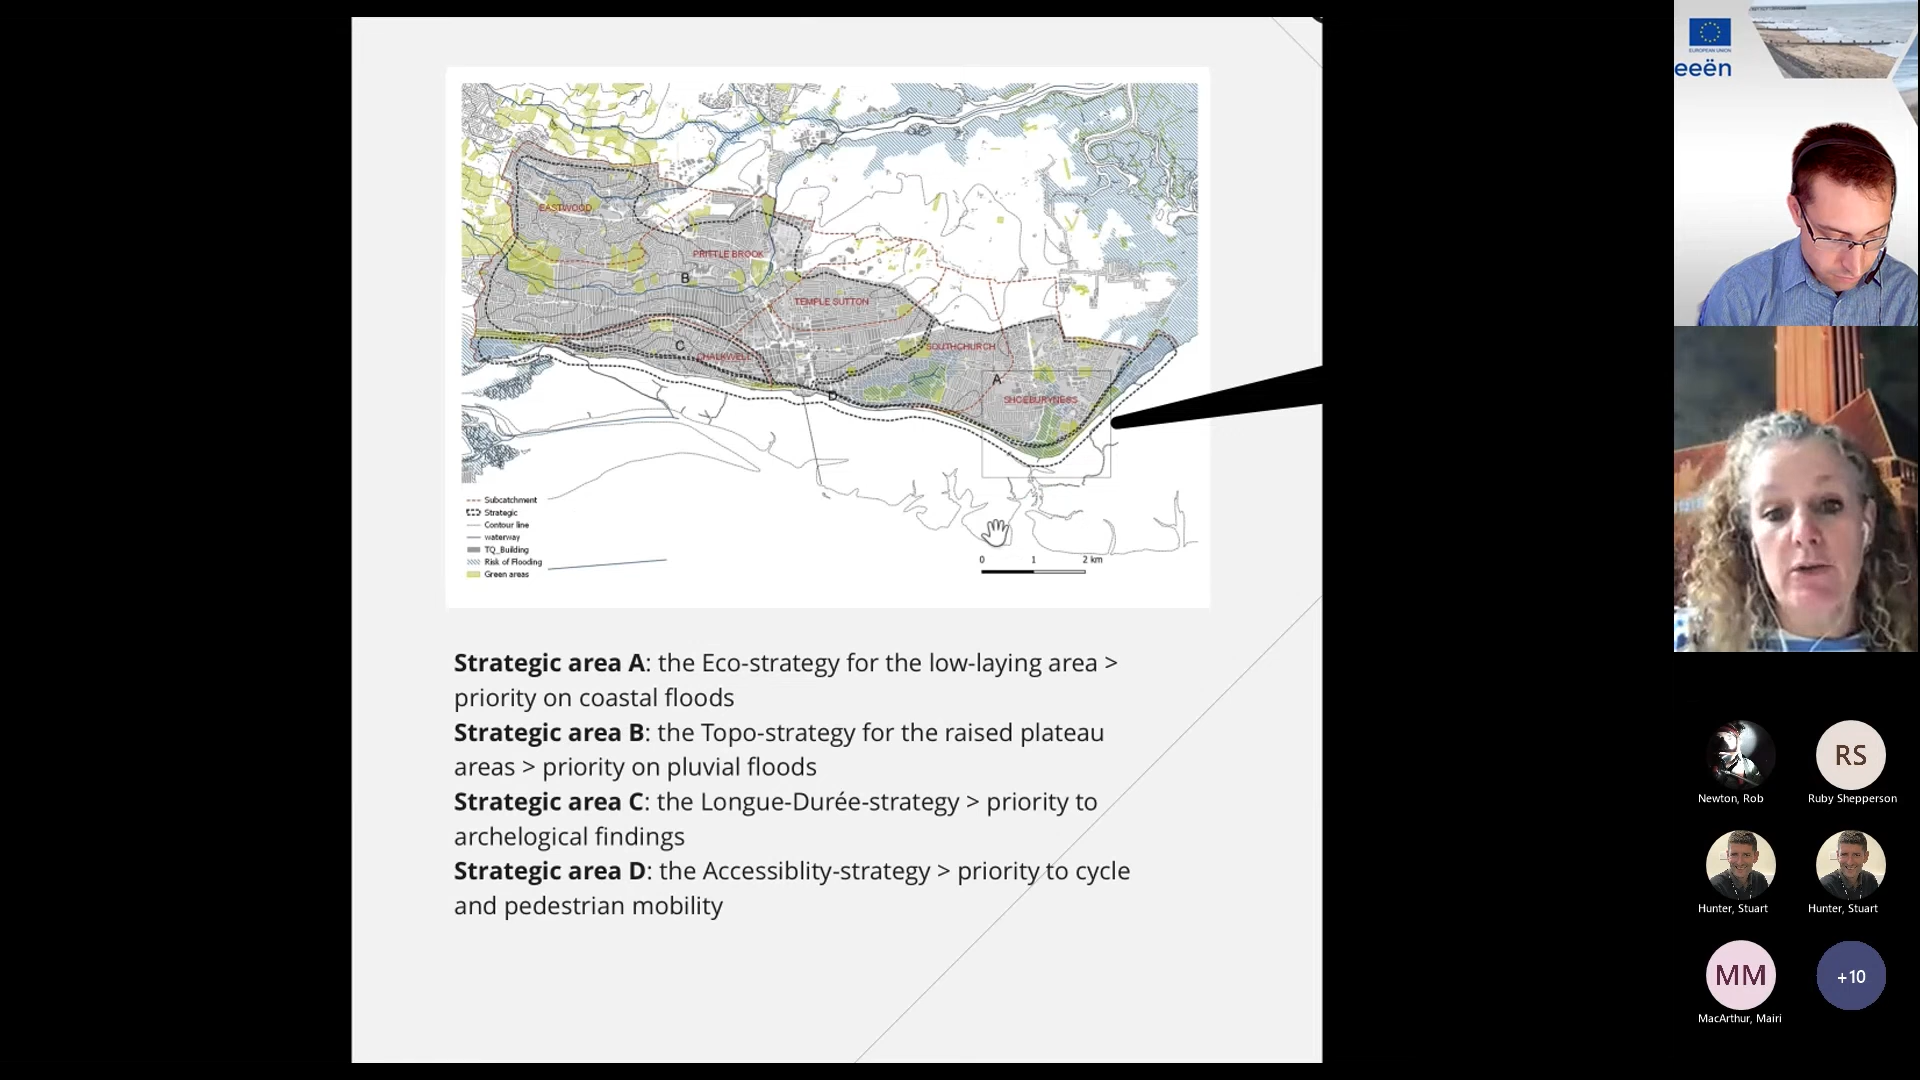 EASTWOOD
PRITTLE BROOK
B
TEMPLE SUTTON
C
CHALKWELL
SOUTHCHURCH
A
D
SHOEBURYNESS
Subcatchment
Strategic
Contour line
waterway
TQ_Building
Risk of Flooding
Green areas
0 1 2 km
Strategic area A: the Eco-strategy for the low-laying area >
priority on coastal floods
Strategic area B: the Topo-strategy for the raised plateau
areas > priority on pluvial floods
Strategic area C: the Longue-Durée-strategy > priority to
archelogical findings
Strategic area D: the Accessiblity-strategy > priority to cycle
and pedestrian mobility
EUROPEAN UNION
eeën
RS
Newton, Rob
Ruby Shepperson
Hunter, Stuart
Hunter, Stuart
MM
+10
MacArthur, Mairi